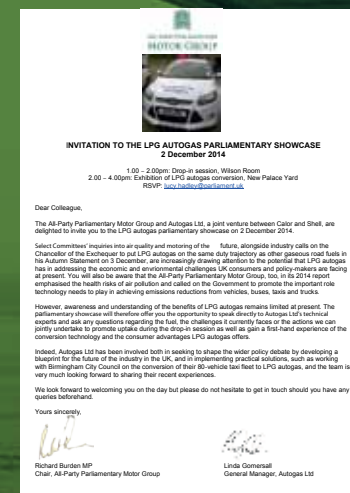 ALL-PARTY PARLIAMENTARY
MOTOR GROUP
INVITATION TO THE LPG AUTOGAS PARLIAMENTARY SHOWCASE
2 December 2014
1.00 – 2.00pm: Drop-in session, Wilson Room
2.00 – 4.00pm: Exhibition of LPG autogas conversion, New Palace Yard
RSVP: lucy.hadley@parliament.uk
Dear Colleague,
The All-Party Parliamentary Motor Group and Autogas Ltd, a joint venture between Calor and Shell, are
delighted to invite you to the LPG autogas parliamentary showcase on 2 December 2014.
Select Committees' inquiries into air quality and motoring of the future, alongside industry calls on the
Chancellor of the Exchequer to put LPG autogas on the same duty trajectory as other gaseous road fuels in
his Autumn Statement on 3 December, are increasingly drawing attention to the potential that LPG autogas
has in addressing the economic and environmental challenges UK consumers and policy-makers are facing
at present. You will also be aware that the All-Party Parliamentary Motor Group, too, in its 2014 report
emphasised the health risks of air pollution and called on the Government to promote the important role
technology needs to play in achieving emissions reductions from vehicles, buses, taxis and trucks.
However, awareness and understanding of the benefits of LPG autogas remains limited at present. The
parliamentary showcase will therefore offer you the opportunity to speak directly to Autogas Ltd's technical
experts and ask any questions regarding the fuel, the challenges it currently faces or the actions we can
jointly undertake to promote uptake during the drop-in session as well as gain a first-hand experience of the
conversion technology and the consumer advantages LPG autogas offers.
Indeed, Autogas Ltd has been involved both in seeking to shape the wider policy debate by developing a
blueprint for the future of the industry in the UK, and in implementing practical solutions, such as working
with Birmingham City Council on the conversion of their 80-vehicle taxi fleet to LPG autogas, and the team is
very much looking forward to sharing their recent experiences.
We look forward to welcoming you on the day but please do not hesitate to get in touch should you have any
queries beforehand.
Yours sincerely,
Richard Burden MP
Chair, All-Party Parliamentary Motor Group
Linda Gomersall
General Manager, Autogas Ltd